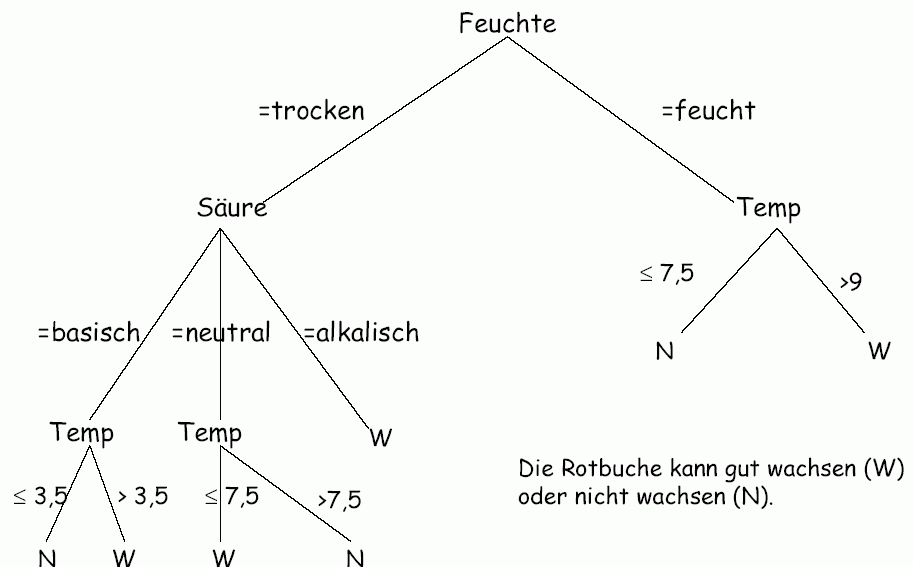 Feuchte
=trocken
=feucht
Säure
Temp
≤ 7,5
>9
=basisch
=neutral
=alkalisch
N
W
Temp
Temp
W
Die Rotbuche kann gut wachsen (W)
oder nicht wachsen (N).
≤ 3,5
> 3,5
≤ 7,5
>7,5
N
W
W
N